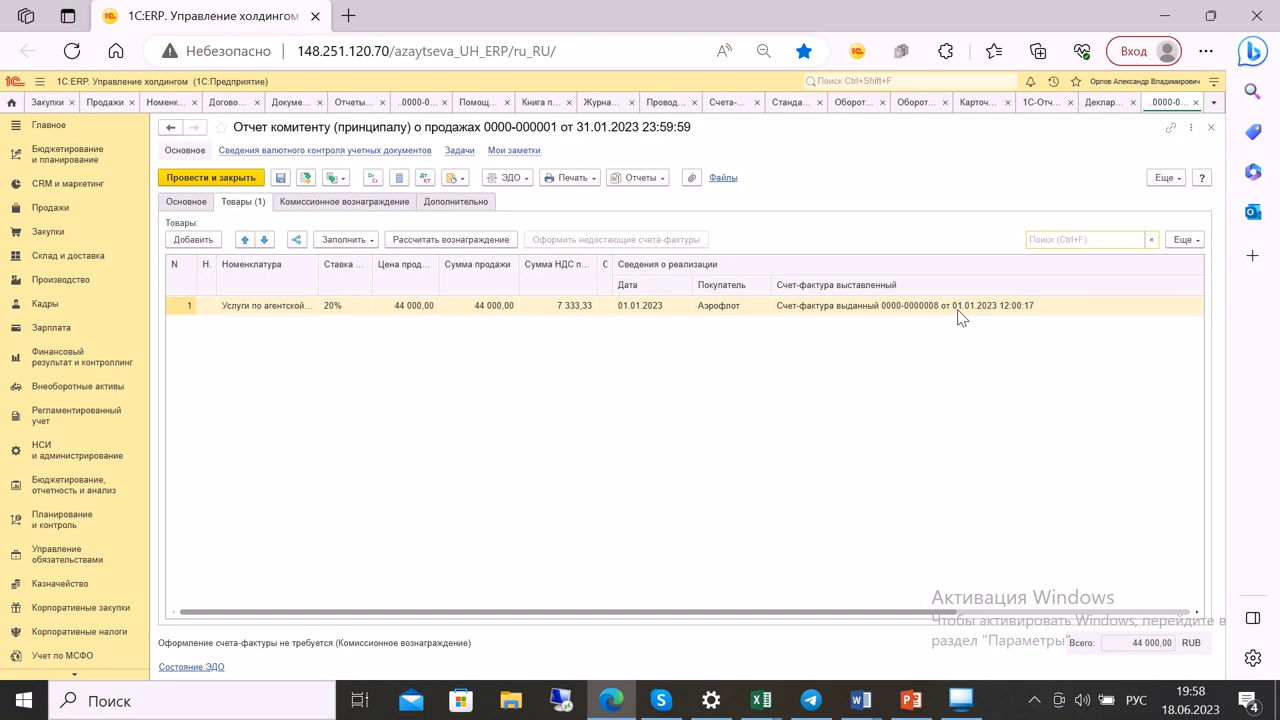 1С:ERP. Управление холдингом
Небезопасно
148.251.120.70/azaytseva_UH_ERP/ru_RU/
Вход
1С:ERP. Управление холдингом (1С:Предприятие)
Поиск Ctrl+Shift+F
Орлов Александр Владимирович
Закупки
Продажи
Номенк...
Догово...
Докуме...
Отчеты...
..0000-0...
Помощ...
Книга п...
Журна...
Провод...
Счета-...
Станда...
Оборот...
Оборот...
Карточ...
1С-Отч...
Деклар...
..0000-0...
Главное
Бюджетирование
и планирование
CRM и маркетинг
Продажи
Закупки
Склад и доставка
Производство
Кадры
Зарплата
Финансовый
результат и контроллинг
Внеоборотные активы
Регламентированный
учет
НСИ
и администрирование
Бюджетирование,
отчетность и анализ
Планирование
и контроль
Управление
обязательствами
Казначейство
Корпоративные закупки
Корпоративные налоги
Учет по МСФО
Отчет комитенту (принципалу) о продажах 0000-000001 от 31.01.2023 23:59:59
Основное
Сведения валютного контроля учетных документов
Задачи
Мои заметки
Провести и закрыть
Дт Кт
ЭДО
Печать
Отчеты
Файлы
Еще
?
Основное
Товары (1)
Комиссионное вознаграждение
Дополнительно
Товары:
Добавить
Заполнить
Рассчитать вознаграждение
Оформить недостающие счета-фактуры
Поиск (Ctrl+F)
×
Еще
N
Н.
Номенклатура
Ставка ...
Цена прод...
Сумма продажи
Сумма НДС п...
С
Сведения о реализации
Дата
Покупатель
Счет-фактура выставленный
1
Услуги по агентской...
20%
44 000,00
44 000,00
7 333,33
01.01.2023
Аэрофлот
Счет-фактура выданный 0000-0000008 от 01.01.2023 12:00:17
Активация Windows
Чтобы активировать Windows, перейдите в
раздел "Параметры"
Оформление счета-фактуры не требуется (Комиссионное вознаграждение)
Всего:
44 000,00
RUB
Состояние ЭДО
Поиск
РУС
19:58
18.06.2023
4